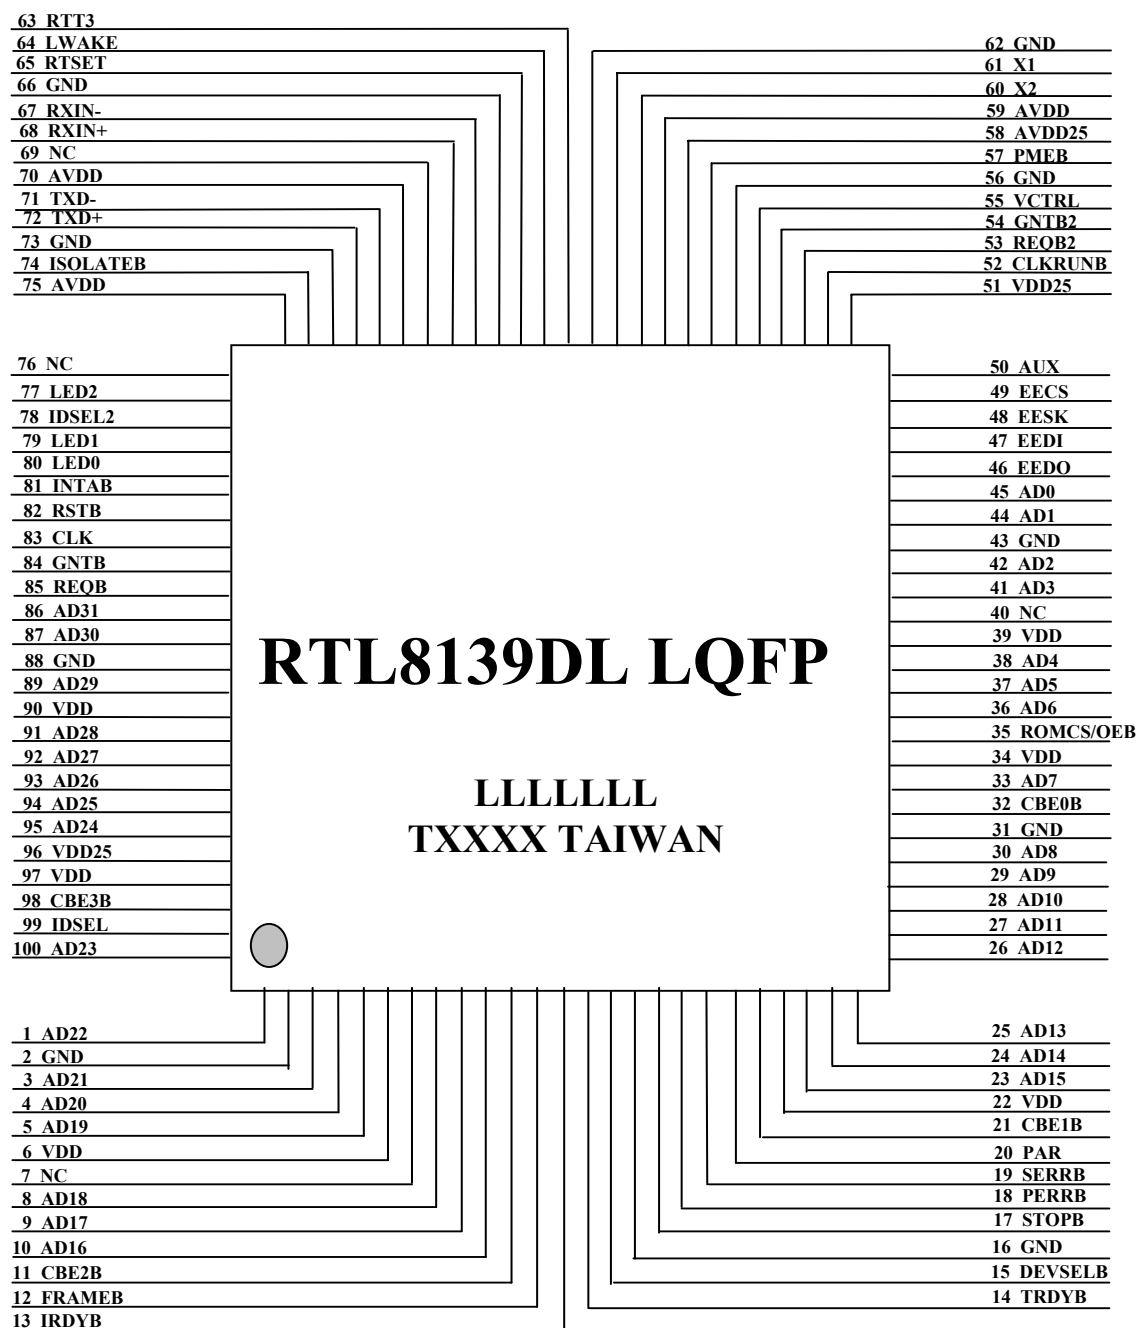 63 RTT3
64 LWAKE
65 RTSET
66 GND
67 RXIN-
68 RXIN+
69 NC
70 AVDD
71 TXD-
72 TXD+
73 GND
74 ISOLATEB
75 AVDD
62 GND
61 X1
60 X2
59 AVDD
58 AVDD25
57 PMEB
56 GND
55 VCTRL
54 GNTB2
53 REQB2
52 CLKRUNB
51 VDD25
76 NC
77 LED2
78 IDSEL2
79 LED1
80 LED0
81 INTAB
82 RSTB
83 CLK
84 GNTB
85 REQB
86 AD31
87 AD30
88 GND
89 AD29
90 VDD
91 AD28
92 AD27
93 AD26
94 AD25
95 AD24
96 VDD25
97 VDD
98 CBE3B
99 IDSEL
100 AD23
RTL8139DL LQFP
LLLLLLL
TXXXX TAIWAN
50 AUX
49 EECS
48 EESK
47 EEDI
46 EEDO
45 AD0
44 AD1
43 GND
42 AD2
41 AD3
40 NC
39 VDD
38 AD4
37 AD5
36 AD6
35 ROMCS/OEB
34 VDD
33 AD7
32 CBE0B
31 GND
30 AD8
29 AD9
28 AD10
27 AD11
26 AD12
1 AD22
2 GND
3 AD21
4 AD20
5 AD19
6 VDD
7 NC
8 AD18
9 AD17
10 AD16
11 CBE2B
12 FRAMEB
13 IRDYB
25 AD13
24 AD14
23 AD15
22 VDD
21 CBE1B
20 PAR
19 SERRB
18 PERRB
17 STOPB
16 GND
15 DEVSELB
14 TRDYB